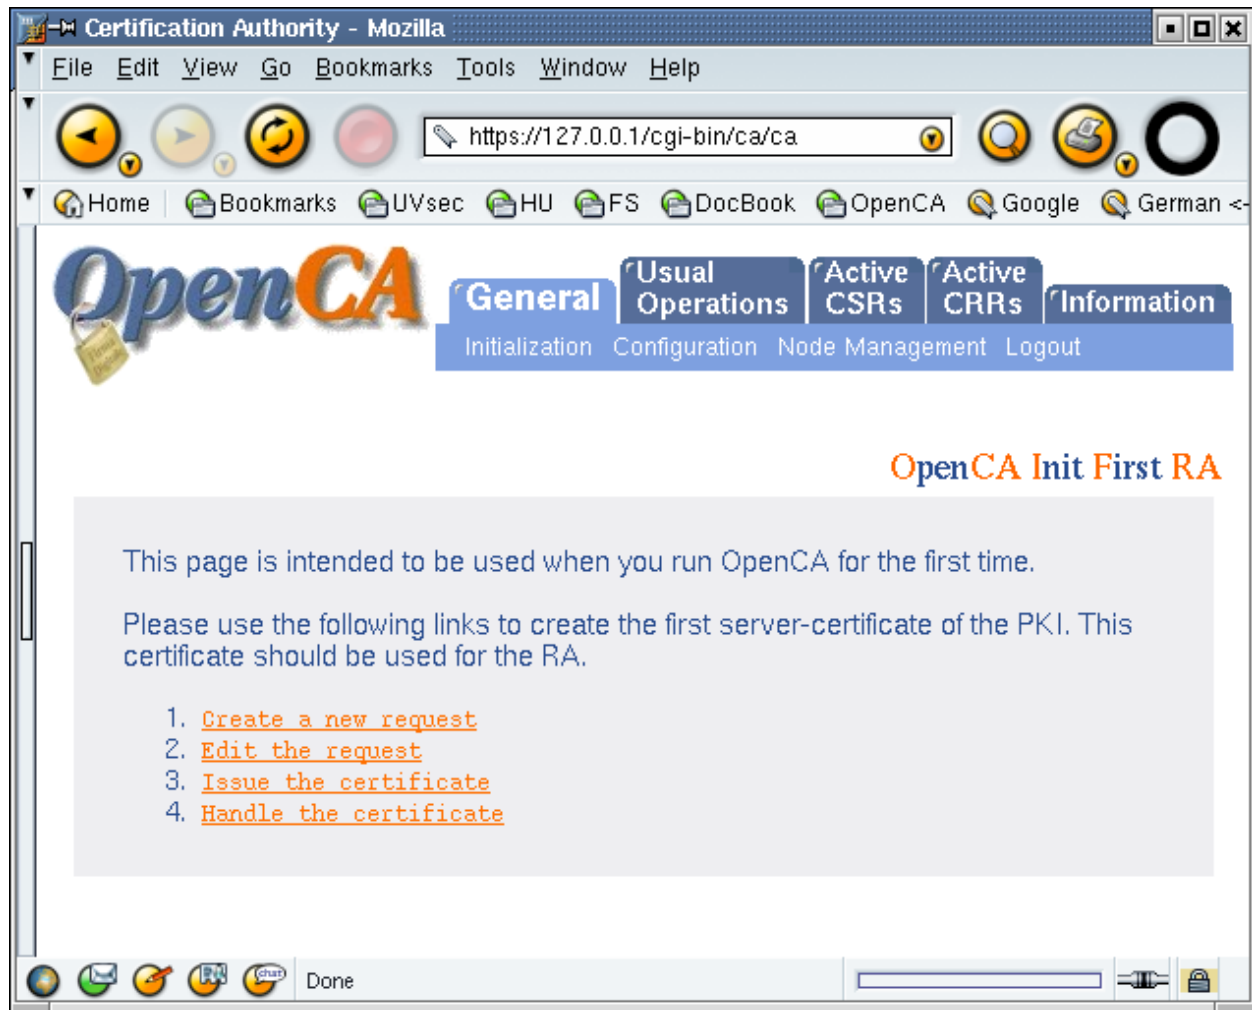 Certification Authority - Mozilla
File Edit View Go Bookmarks Tools Window Help
https://127.0.0.1/cgi-bin/ca/ca
Home Bookmarks UVsec HU FS DocBook OpenCA Google German <-
OpenCA
General Usual Operations Active CSRs Active CRRs Information
Initialization Configuration Node Management Logout
OpenCA Init First RA
This page is intended to be used when you run OpenCA for the first time.
Please use the following links to create the first server-certificate of the PKI. This
certificate should be used for the RA.
1. Create a new request
2. Edit the request
3. Issue the certificate
4. Handle the certificate
chat
Done